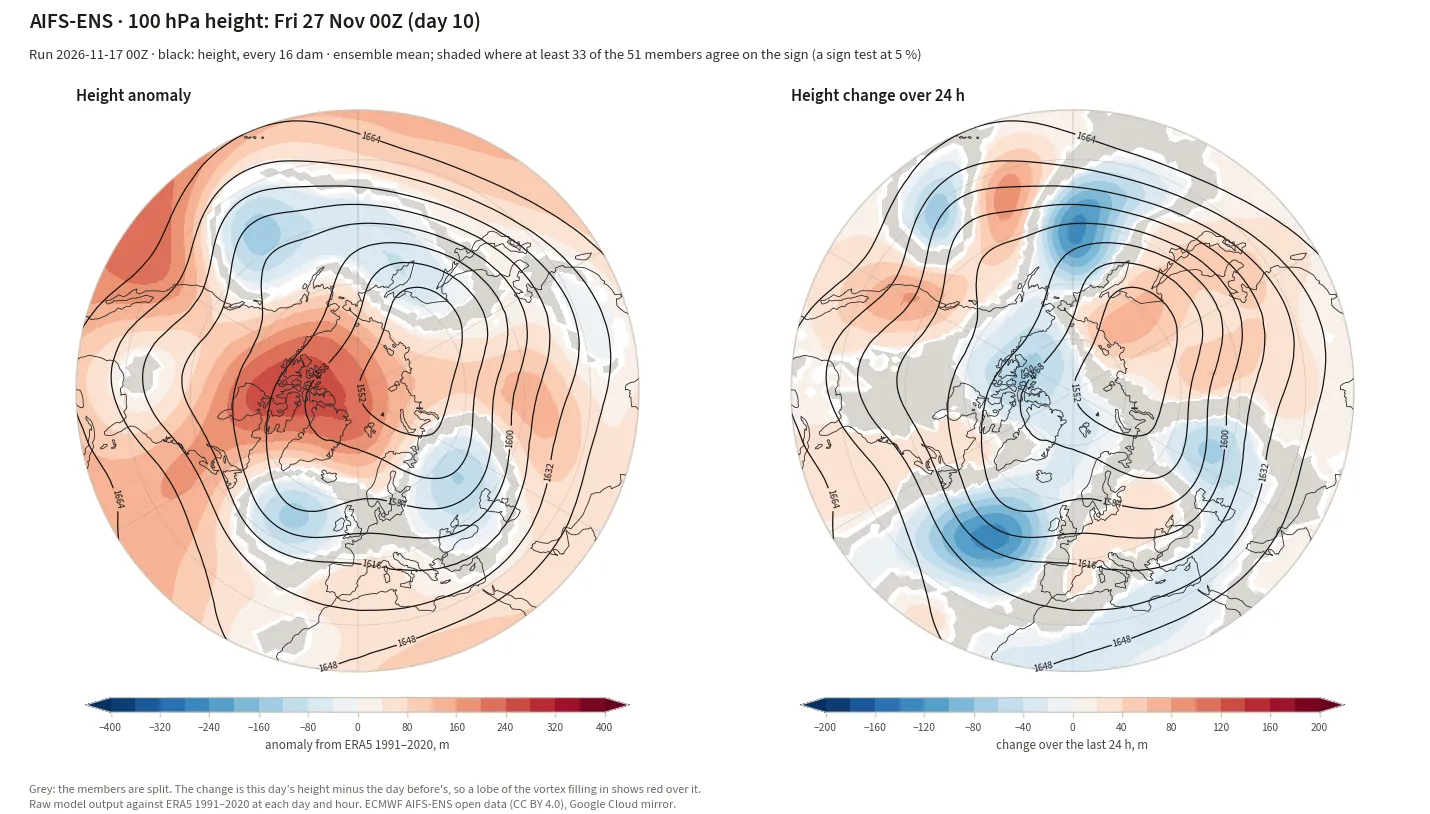 AIFS-ENS · 100 hPa height: Fri 27 Nov 00Z (day 10)
Run 2026-11-17 00Z · black: height, every 16 dam · ensemble mean; shaded where at least 33 of the 51 members agree on the sign (a sign test at 5 %)
Height anomaly
Height change over 24 h
1664
1664
1552
1552
1600
1600
1632
1632
1664
1664
1616
1616
1648
1648
1648
1648
−400 −320 −240 −160 −80 0 80 160 240 320 400
anomaly from ERA5 1991–2020, m
−200 −160 −120 −80 −40 0 40 80 120 160 200
change over the last 24 h, m
Grey: the members are split. The change is this day's height minus the day before's, so a lobe of the vortex filling in shows red over it.
Raw model output against ERA5 1991–2020 at each day and hour. ECMWF AIFS-ENS open data (CC BY 4.0), Google Cloud mirror.